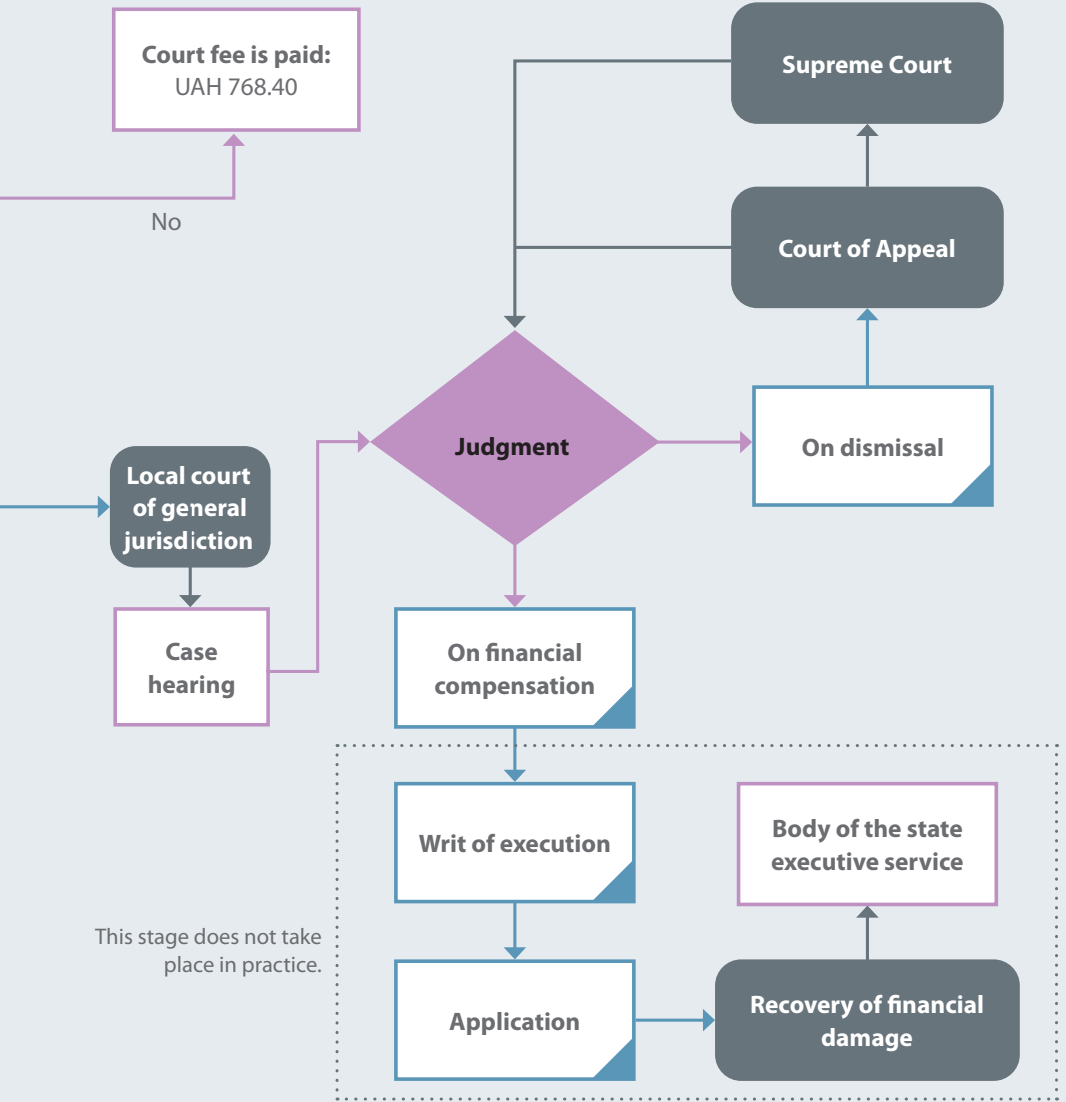 Court fee is paid:
UAH 768.40
No
Supreme Court
Court of Appeal
Judgment
On dismissal
Local court
of general
jurisdiction
Case
hearing
On financial
compensation
Writ of execution
Body of the state
executive service
This stage does not take
place in practice.
Application
Recovery of financial
damage